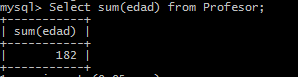 mysql> Select sum(edad) from Profesor;
+-----------+
| sum(edad) |
+-----------+
| 182 |
+-----------+